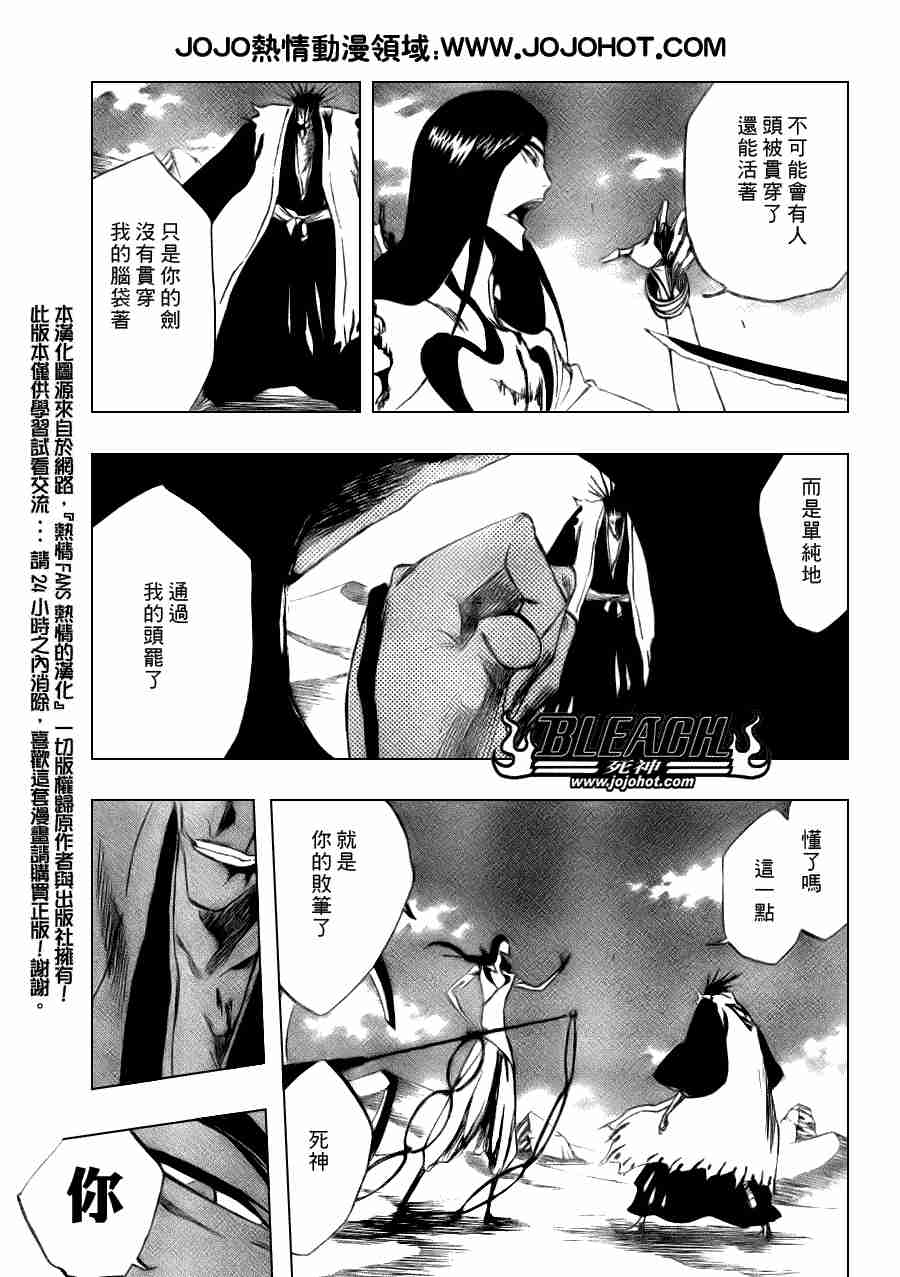 JOJO熱情動漫領域:WWW.JOJOHOT.COM
不可能會有人
頭被貫穿了
還能活著
只是你的劍
沒有貫穿
我的腦袋著
而是單純地
通過
我的頭罷了
BLEACH
死神
www.jojohot.com
懂了嗎
這一點
就是
你的敗筆了
死神
你
本漢化圖源來自於網路，『熱情FANS 熱情的漢化』一切版權歸原作者與出版社擁有!
此版本僅供學習試看交流... 請 24 小時之內消除，喜歡這套漫畫請購買正版! 謝謝。